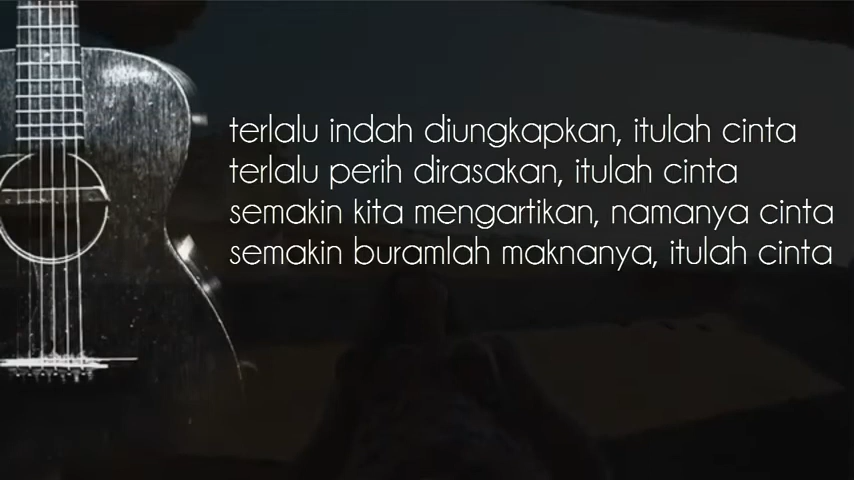 terlalu indah diungkapkan, itulah cinta
terlalu perih dirasakan, itulah cinta
semakin kita mengartikan, namanya cinta
semakin buramlah maknanya, itulah cinta